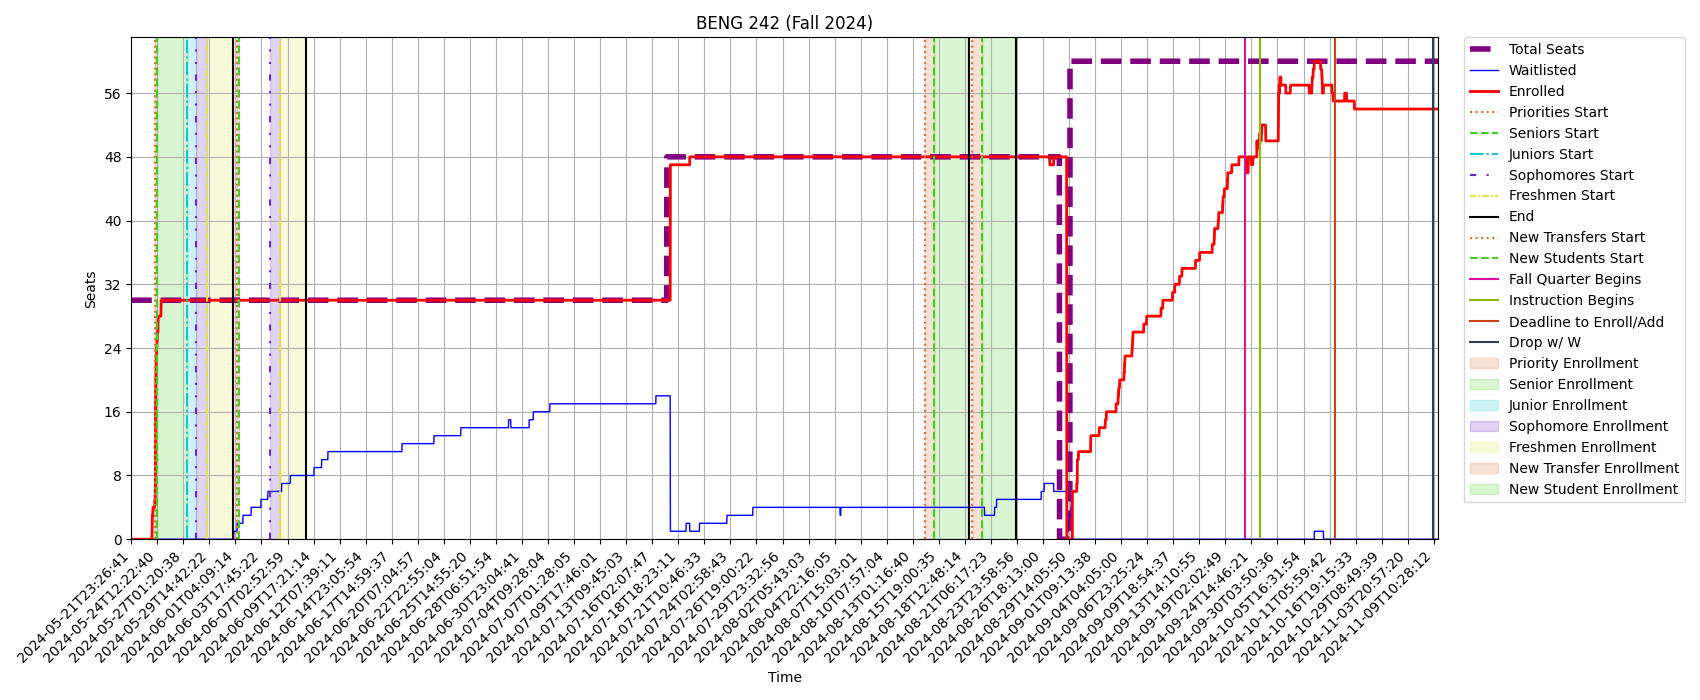 BENG 242 (Fall 2024)
Seats
56
48
40
32
24
16
8
0
2024-05-21T23:26:41
2024-05-24T12:22:40
2024-05-27T01:20:38
2024-05-29T14:42:22
2024-06-01T04:09:14
2024-06-03T17:45:22
2024-06-07T02:52:59
2024-06-09T17:21:14
2024-06-12T07:39:11
2024-06-14T23:05:54
2024-06-17T14:59:37
2024-06-20T07:04:57
2024-06-22T22:55:04
2024-06-25T14:55:20
2024-06-28T06:51:54
2024-06-30T23:04:41
2024-07-04T09:28:04
2024-07-07T01:28:05
2024-07-09T17:46:01
2024-07-13T09:45:03
2024-07-16T02:07:47
2024-07-18T18:23:11
2024-07-21T10:46:33
2024-07-24T02:58:43
2024-07-26T19:00:22
2024-07-29T18:32:56
2024-08-02T05:43:03
2024-08-04T22:16:05
2024-08-07T15:03:01
2024-08-10T07:57:04
2024-08-13T01:16:40
2024-08-15T19:00:35
2024-08-18T12:48:14
2024-08-21T06:17:23
2024-08-23T23:58:56
2024-08-26T18:13:00
2024-08-29T14:05:50
2024-09-01T09:13:38
2024-09-04T04:05:00
2024-09-06T23:25:24
2024-09-09T18:54:37
2024-09-13T14:10:55
2024-09-19T02:02:49
2024-09-24T14:46:21
2024-09-30T03:50:36
2024-10-05T16:31:54
2024-10-11T05:59:42
2024-10-16T19:15:33
2024-10-29T08:49:39
2024-11-03T20:57:20
2024-11-09T10:28:12
Time
Total Seats
Waitlisted
Enrolled
Priorities Start
Seniors Start
Juniors Start
Sophomores Start
Freshmen Start
End
New Transfers Start
New Students Start
Fall Quarter Begins
Instruction Begins
Deadline to Enroll/Add
Drop w/ W
Priority Enrollment
Senior Enrollment
Junior Enrollment
Sophomore Enrollment
Freshmen Enrollment
New Transfer Enrollment
New Student Enrollment